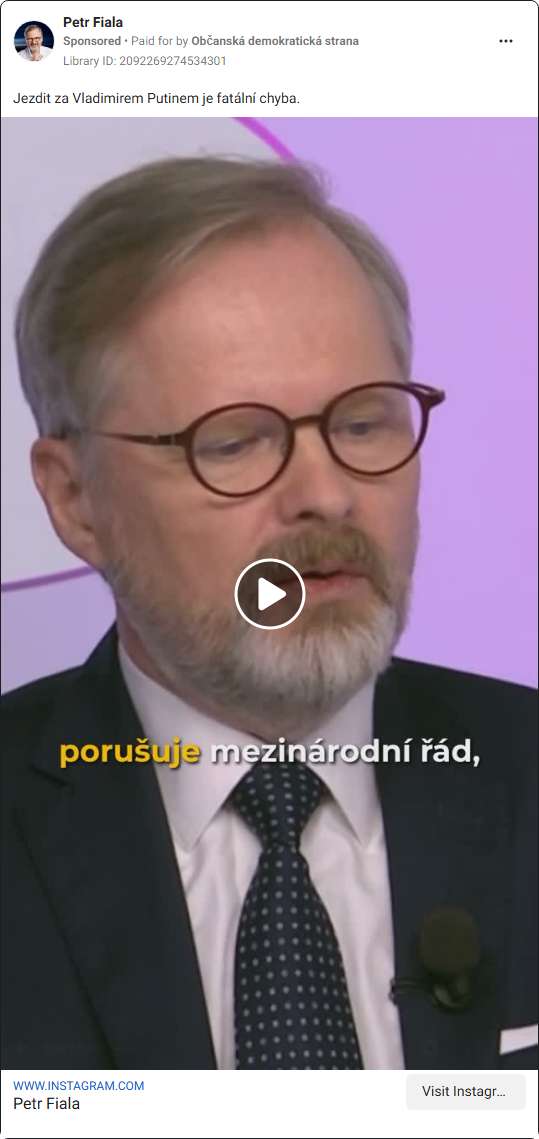 Petr Fiala
Sponsored • Paid for by Občanská demokratická strana
Library ID: 2092269274534301
Jezdit za Vladimirem Putinem je fatální chyba.
porušuje mezinárodní řád,
WWW.INSTAGRAM.COM
Petr Fiala
Visit Instagr...